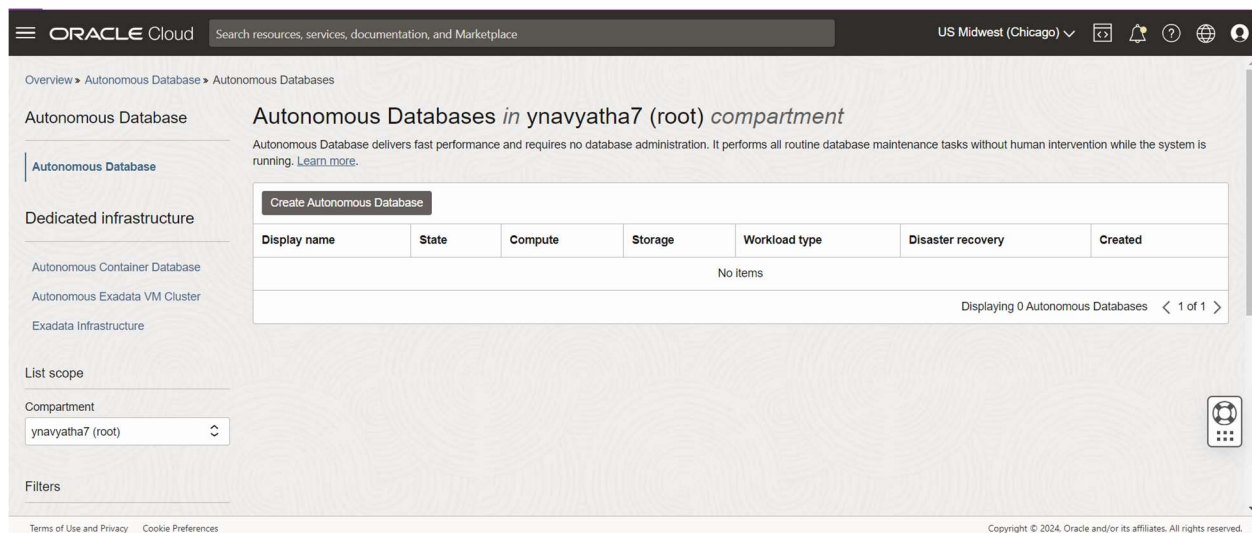 ORACLE Cloud
Search resources, services, documentation, and Marketplace
US Midwest (Chicago)
Overview » Autonomous Database » Autonomous Databases
Autonomous Database
Autonomous Database
Dedicated infrastructure
Autonomous Container Database
Autonomous Exadata VM Cluster
Exadata Infrastructure
List scope
Compartment
ynavyatha7 (root)
Filters
Autonomous Databases in ynavyatha7 (root) compartment
Autonomous Database delivers fast performance and requires no database administration. It performs all routine database maintenance tasks without human intervention while the system is
running. Learn more.
Create Autonomous Database
Display name State Compute Storage Workload type Disaster recovery Created
No items
Displaying 0 Autonomous Databases < 1 of 1 >
Terms of Use and Privacy Cookie Preferences
Copyright © 2024, Oracle and/or its affiliates. All rights reserved.